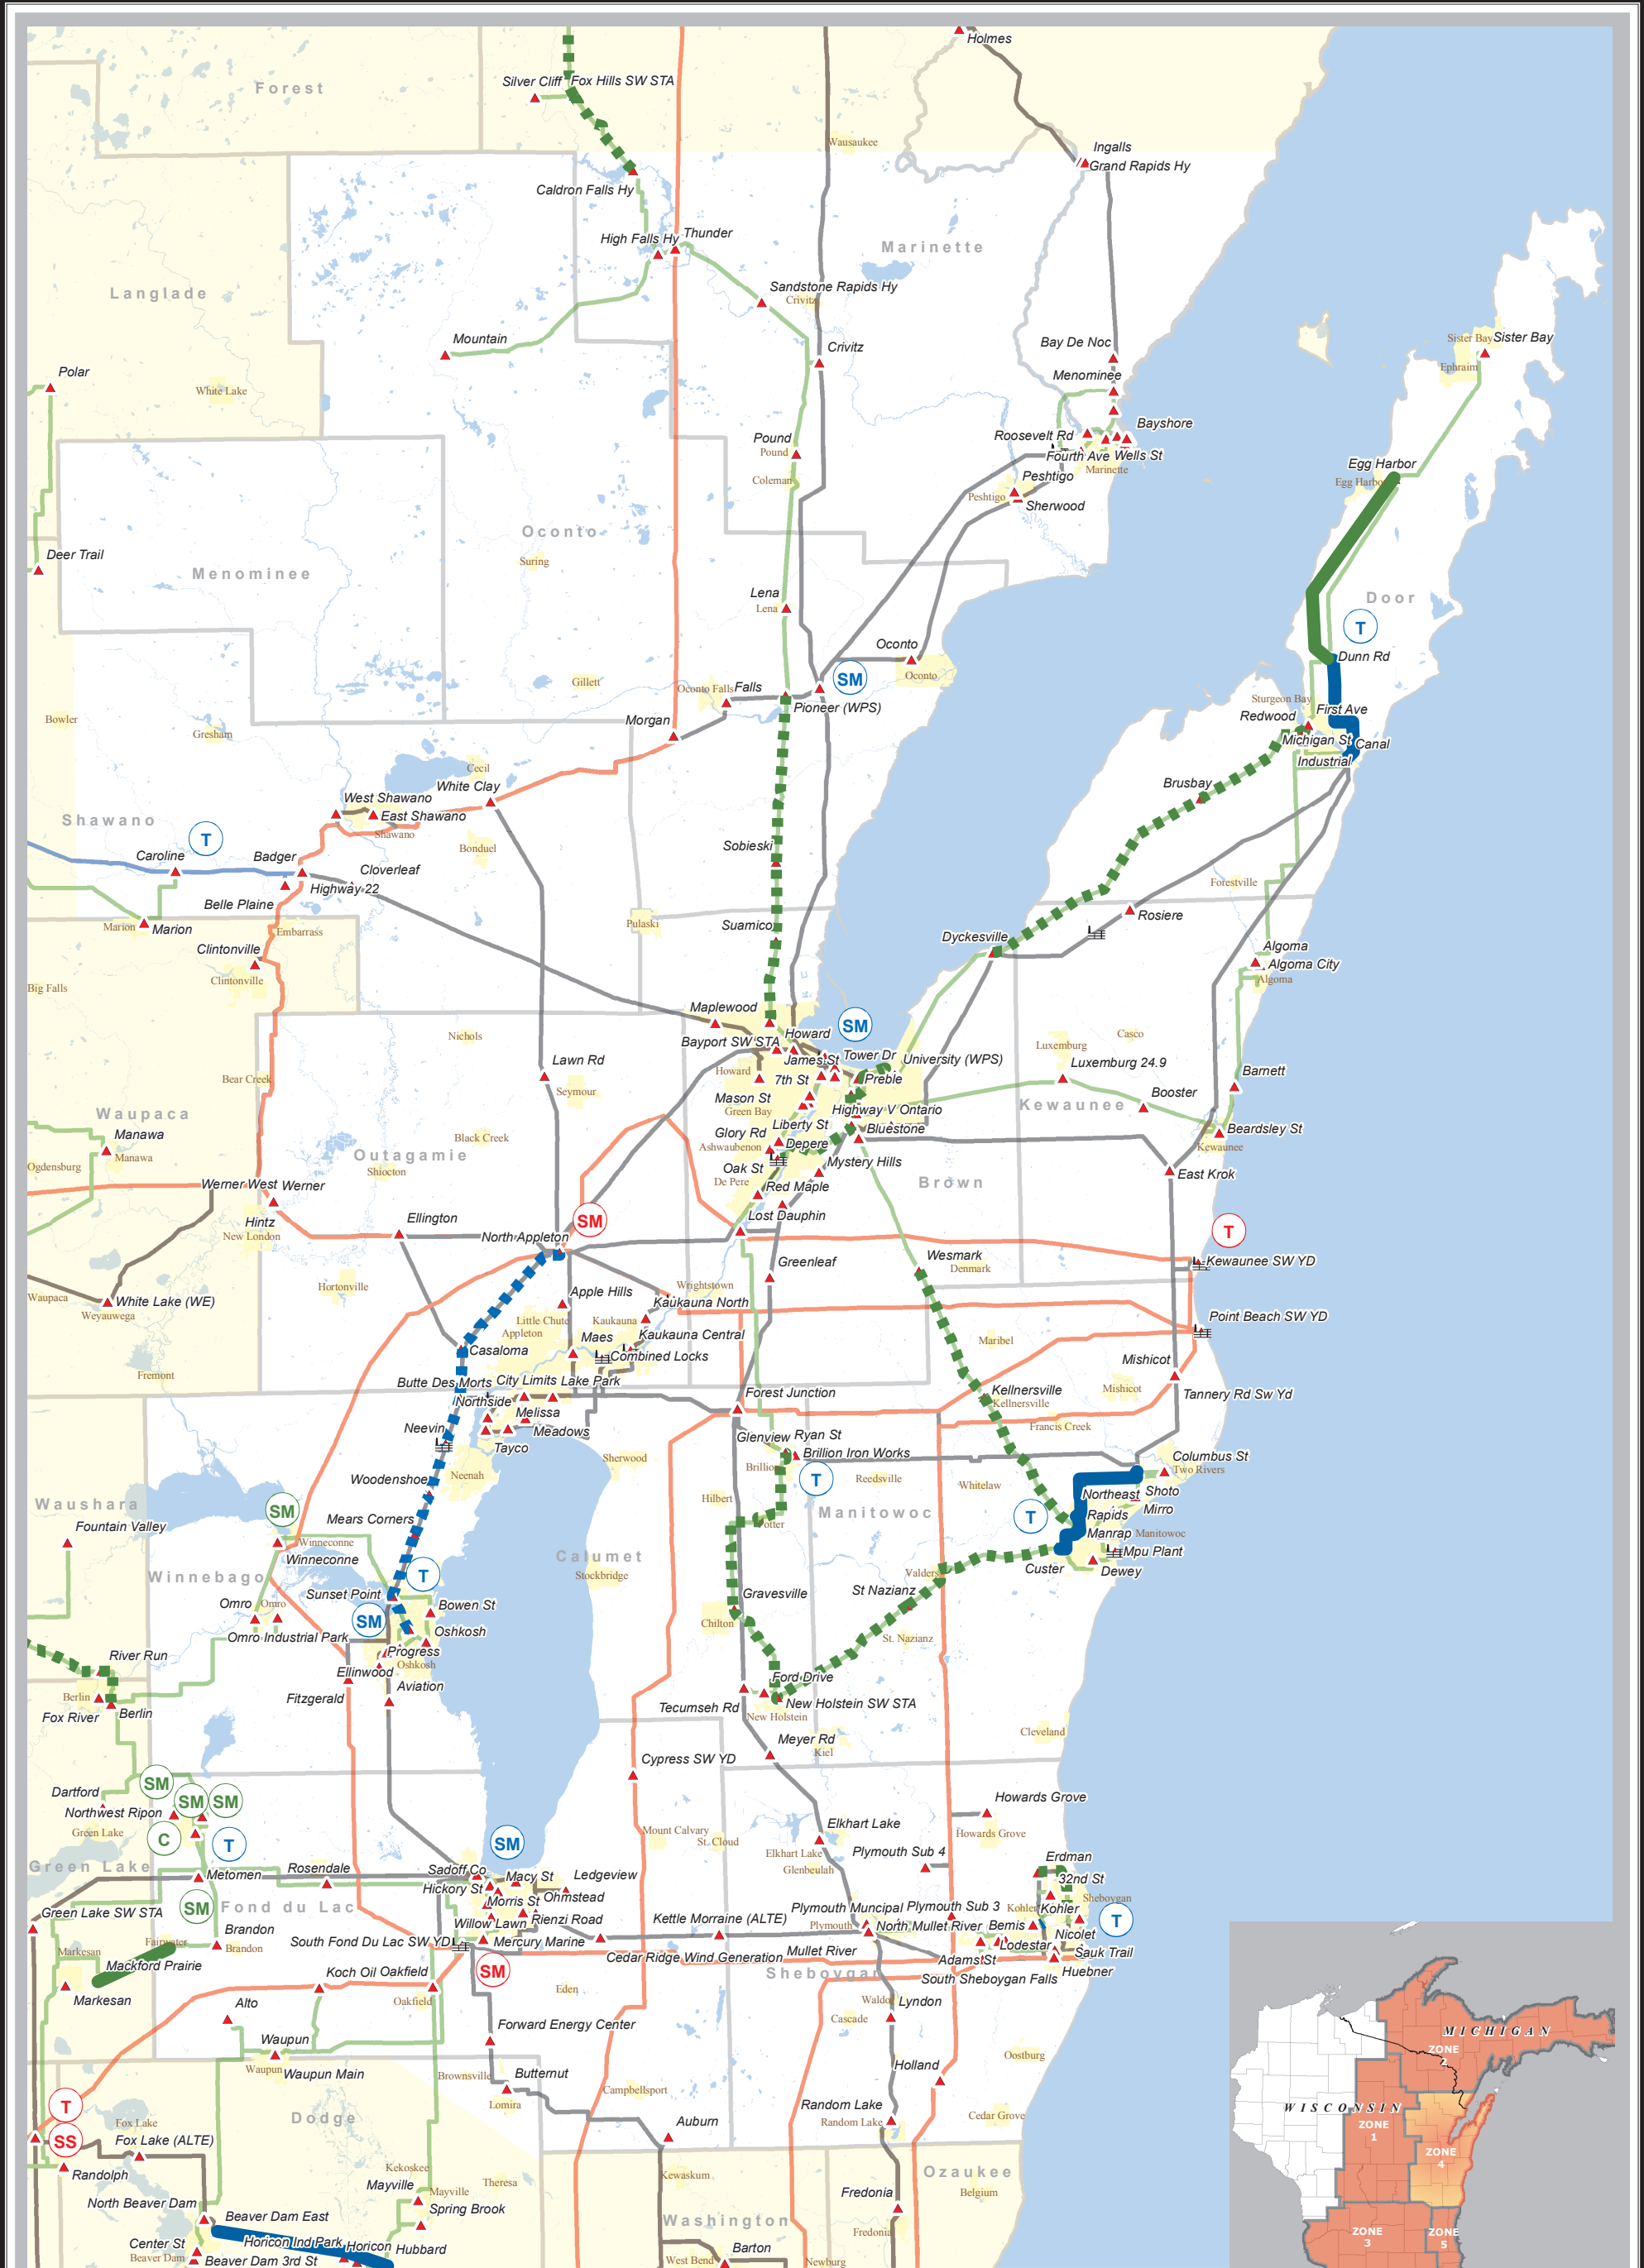 Holmes
Silver Cliff
Fox Hills SW STA
Forest
Wausaukee
Ingalls
Grand Rapids Hy
Caldron Falls Hy
High Falls Hy
Thunder
Marinette
Langlade
Sandstone Rapids Hy
Crivitz
Mountain
Crivitz
Bay De Noc
Sister Bay
Sister Bay
Ephraim
Polar
Menominee
White Lake
Bayshore
Pound
Pound
Roosevelt Rd
Fourth Ave
Wells St
Marinette
Egg Harbor
Egg Harbor
Coleman
Peshtigo
Peshtigo
Sherwood
Oconto
Suring
Deer Trail
Menominee
Lena
Lena
Door
T
Oconto
Oconto
Dunn Rd
SM
Gillett
Oconto Falls
Falls
Pioneer (WPS)
Sturgeon Bay
First Ave
Redwood
Bowler
Gresham
Morgan
Michigan St
Canal
Industrial
Cecil
White Clay
Brusbay
West Shawano
East Shawano
Shawano
Shawano
T
Bonduel
Sobieski
Caroline
Badger
Cloverleaf
Highway 22
Forestville
Belle Plaine
Marion
Marion
Embarrass
Pulaski
Suamico
Rosiere
Dyckesville
Clintonville
Clintonville
Algoma
Algoma City
Algoma
Big Falls
Maplewood
SM
Nichols
Howard
Casco
Bayport SW STA
James St
Tower Dr
University (WPS)
Luxemburg
Luxemburg 24.9
Lawn Rd
Howard
7th St
Preble
Bear Creek
Seymour
Mason St
Green Bay
Barnett
Booster
Waupaca
Highway V
Ontario
Kewaunee
Manawa
Manawa
Black Creek
Liberty St
Bluestone
Beardsley St
Kewaunee
Glory Rd
Ashwaubenon
Depere
Outagamie
Shiocton
Ogdensburg
Oak St
De Pere
Mystery Hills
East Krok
Werner West
Werner
Red Maple
Brown
Hintz
New London
Ellington
SM
Lost Dauphin
North Appleton
T
Wesmark
Denmark
Kewaunee SW YD
Greenleaf
Hortonville
Wrightstown
Apple Hills
Kaukauna North
Waupaca
White Lake (WE)
Weyauwega
Little Chute
Appleton
Kaukauna
Kaukauna Central
Point Beach SW YD
Maes
Combined Locks
Maribel
Casaloma
Fremont
Mishicot
Butte Des Morts
City Limits
Lake Park
Mishicot
Kellnersville
Kellnersville
Tannery Rd Sw Yd
Northside
Melissa
Forest Junction
Neevin
Meadows
Tayco
Glenview
Ryan St
Francis Creek
Brillion Iron Works
Sherwood
Brillion
Columbus St
Two Rivers
Neenah
Woodenshoe
T
Reedsville
Whitelaw
Waushara
SM
Hilbert
Manitowoc
Northeast
Shoto
Mirro
Fountain Valley
Mears Corners
Potter
T
Rapids
Manrap
Manitowoc
Winneconne
Winneconne
Calumet
Stockbridge
Mpu Plant
Winnebago
T
Custer
Dewey
Valders
Sunset Point
Gravesville
St Nazianz
Omro
Omro
SM
Bowen St
Chilton
Omro Industrial Park
Oshkosh
St. Nazianz
River Run
Progress
Oshkosh
Ellinwood
Berlin
Fox River
Berlin
Fitzgerald
Aviation
Ford Drive
Tecumseh Rd
New Holstein SW STA
New Holstein
Cleveland
Meyer Rd
Kiel
Cypress SW YD
SM
Dartford
SM
SM
Northwest Ripon
Green Lake
C
T
SM
Mount Calvary
St. Cloud
Howards Grove
Howards Grove
Elkhart Lake
Elkhart Lake
Plymouth Sub 4
Glenbeulah
Green Lake
Metomen
Rosendale
Sadoff Co
Macy St
Ledgeview
Erdman
32nd St
Hickory St
Ohmstead
Morris St
Sheboygan
SM
Fond du Lac
Green Lake SW STA
Willow Lawn
Rienzi Road
Kettle Morraine (ALTE)
Plymouth Muncipal
Plymouth Sub 3
Kohler
Kohler
T
Plymouth
North Mullet River
Bemis
Brandon
Brandon
Fairwater
Markesan
South Fond Du Lac SW YD
Mercury Marine
Nicolet
Lodestar
Sauk Trail
Cedar Ridge Wind Generation
Mullet River
Adams St
Mackford Prairie
SM
Sheboygan
South Sheboygan Falls
Huebner
Koch Oil
Oakfield
Markesan
Oakfield
Eden
Alto
Waldo
Lyndon
Cascade
Forward Energy Center
Waupun
Waupun
Waupun Main
Oostburg
Holland
Brownsville
Butternut
Lomira
Campbellsport
MICHIGAN
ZONE
2
T
Dodge
Random Lake
Random Lake
Cedar Grove
WISCONSIN
ZONE
1
Fox Lake
Auburn
SS
Fox Lake (ALTE)
Randolph
Kekoskee
Theresa
Kewaskum
Ozaukee
Belgium
ZONE
4
Mayville
Mayville
Fredonia
North Beaver Dam
Spring Brook
Beaver Dam East
Washington
Fredonia
ZONE
3
ZONE
5
Center St
Beaver Dam
Horicon Ind Park
Horicon
Hubbard
Barton
Beaver Dam 3rd St
West Bend
Newburg